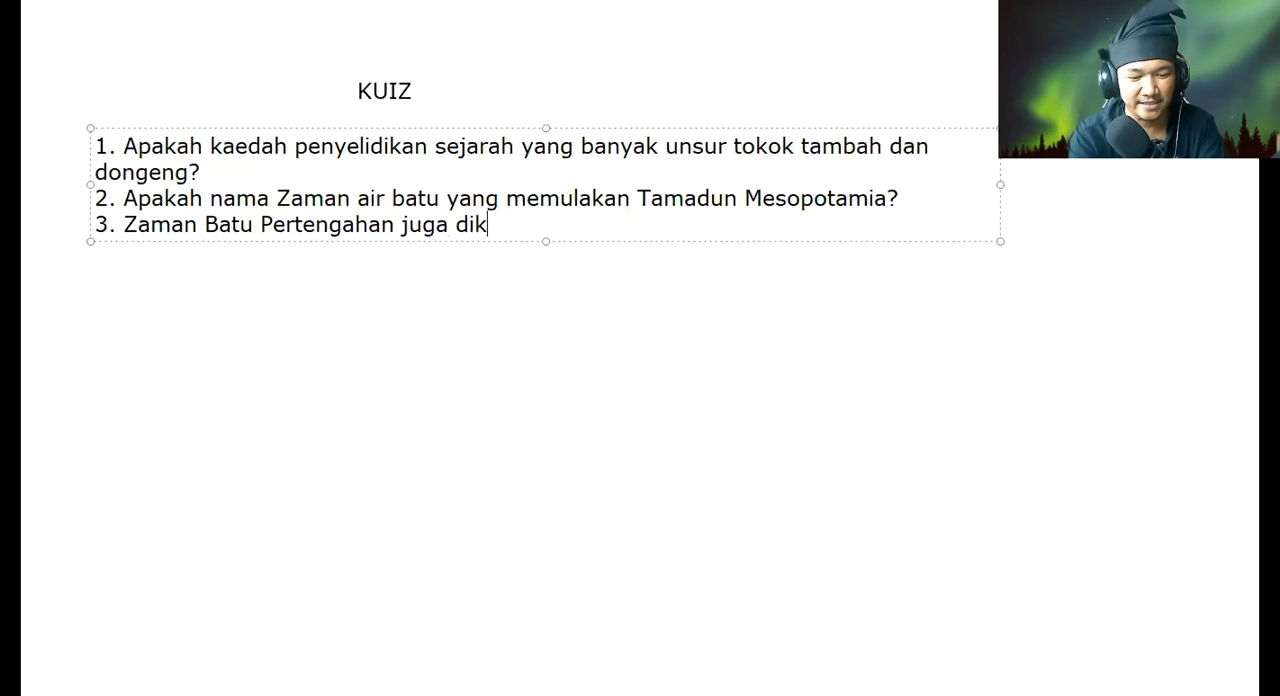 KUIZ
1. Apakah kaedah penyelidikan sejarah yang banyak unsur tokok tambah dan
dongeng?
2. Apakah nama Zaman air batu yang memulakan Tamadun Mesopotamia?
3. Zaman Batu Pertengahan juga dik